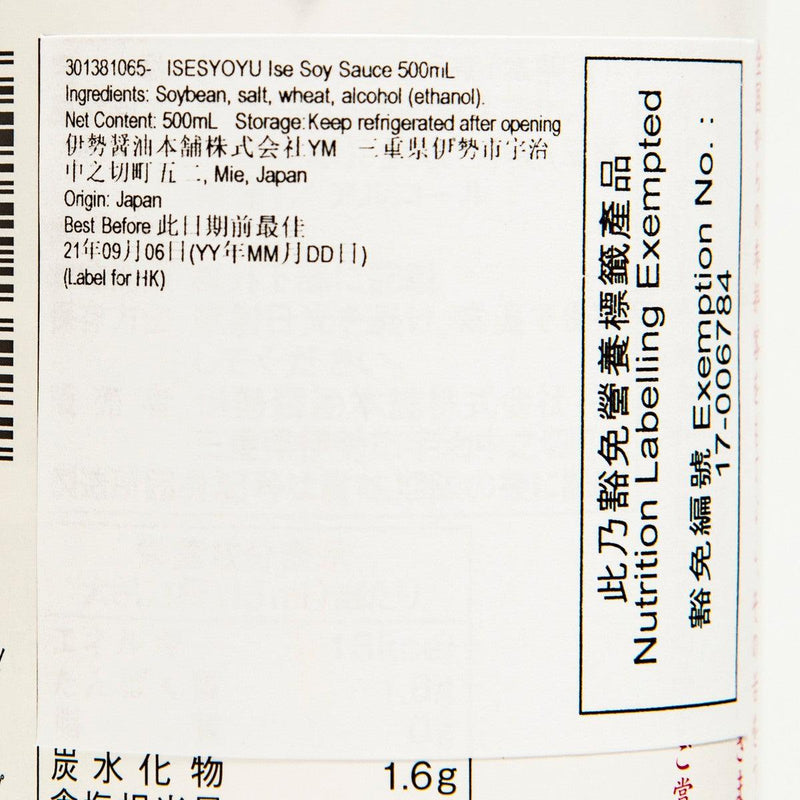 301381065- ISESYOYU Ise Soy Sauce 500mL
Ingredients: Soybean, salt, wheat, alcohol (ethanol).
Net Content: 500mL Storage:Keep refrigerated after opening
伊勢醤油本舗株式会社YM 三重県伊勢市宇治
中之切町五二, Mie, Japan
Origin: Japan
Best Before 此日期前最佳
21年09月06日(YY年MM月DD日)
(Label for HK)
此乃豁免營養標籤產品
Nutrition Labelling Exempted
豁免編號 Exemption No. :
17-006784
炭水化物 1.6g